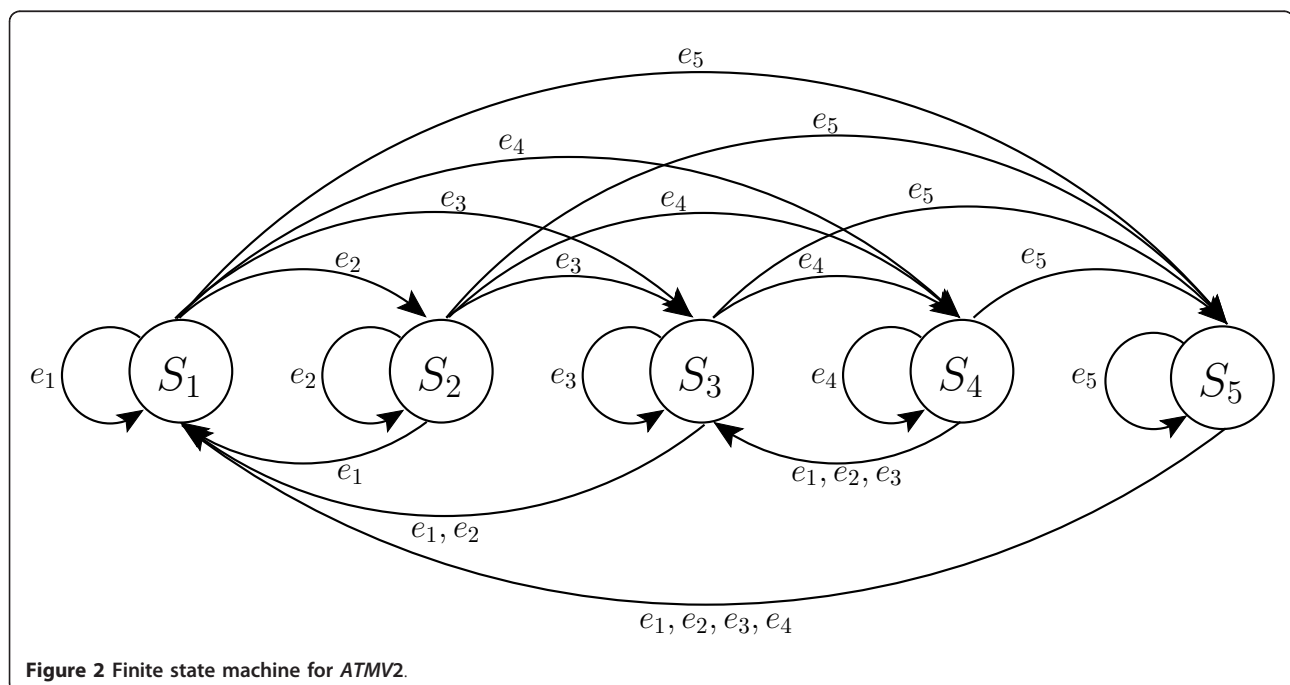 e5
e5
e4
e5
e3
e4
e2
e3
e4
e5
e1
S1
e2
S2
e3
S3
e4
S4
e5
S5
e1
e1, e2, e3
e1, e2
e1, e2, e3, e4
Figure 2 Finite state machine for ATMV2.